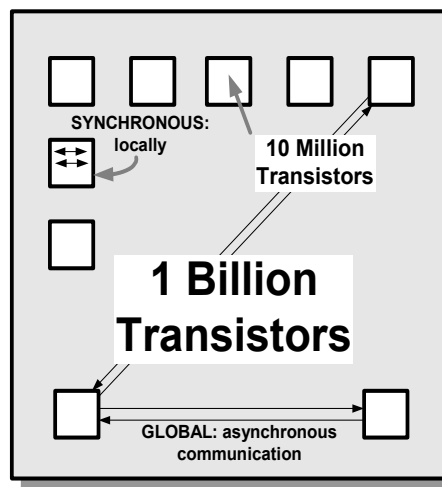 SYNCHRONOUS:
locally
10 Million
Transistors
1 Billion
Transistors
GLOBAL: asynchronous
communication